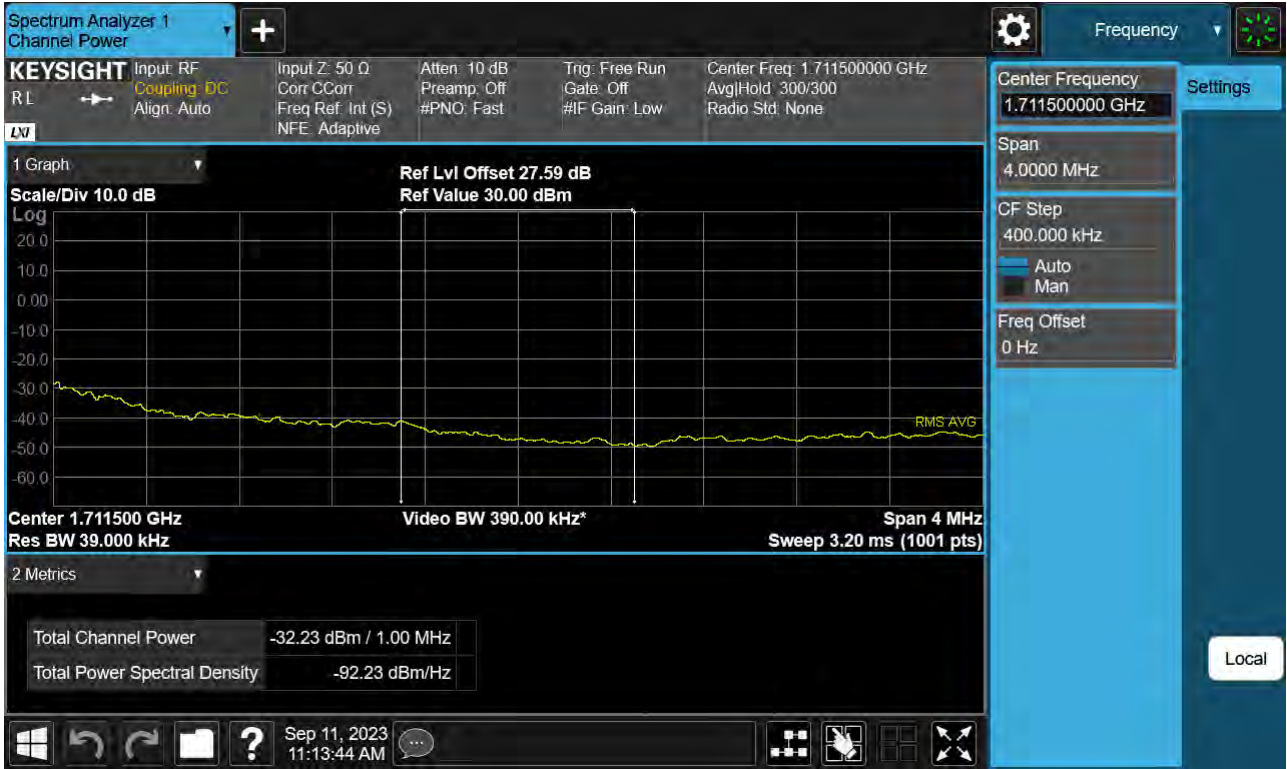 Spectrum Analyzer 1
Channel Power
Frequency
KEYSIGHT
R L
LXI
Input: RF
Coupling: DC
Align: Auto
Input Z: 50 Ω
Corr CCorr
Freq Ref: Int (S)
NFE: Adaptive
Atten: 10 dB
Preamp: Off
#PNO: Fast
Trig: Free Run
Gate: Off
#IF Gain: Low
Center Freq: 1.711500000 GHz
Avg|Hold: 300/300
Radio Std: None
Center Frequency
1.711500000 GHz
Settings
Span
4.0000 MHz
CF Step
400.000 kHz
Auto
Man
Freq Offset
0 Hz
1 Graph
Scale/Div 10.0 dB
Ref Lvl Offset 27.59 dB
Ref Value 30.00 dBm
Log
20.0
10.0
0.00
-10.0
-20.0
-30.0
-40.0
-50.0
-60.0
RMS AVG
Center 1.711500 GHz
Video BW 390.00 kHz*
Span 4 MHz
Res BW 39.000 kHz
Sweep 3.20 ms (1001 pts)
2 Metrics
Total Channel Power -32.23 dBm / 1.00 MHz
Total Power Spectral Density -92.23 dBm/Hz
Local
?
Sep 11, 2023
11:13:44 AM